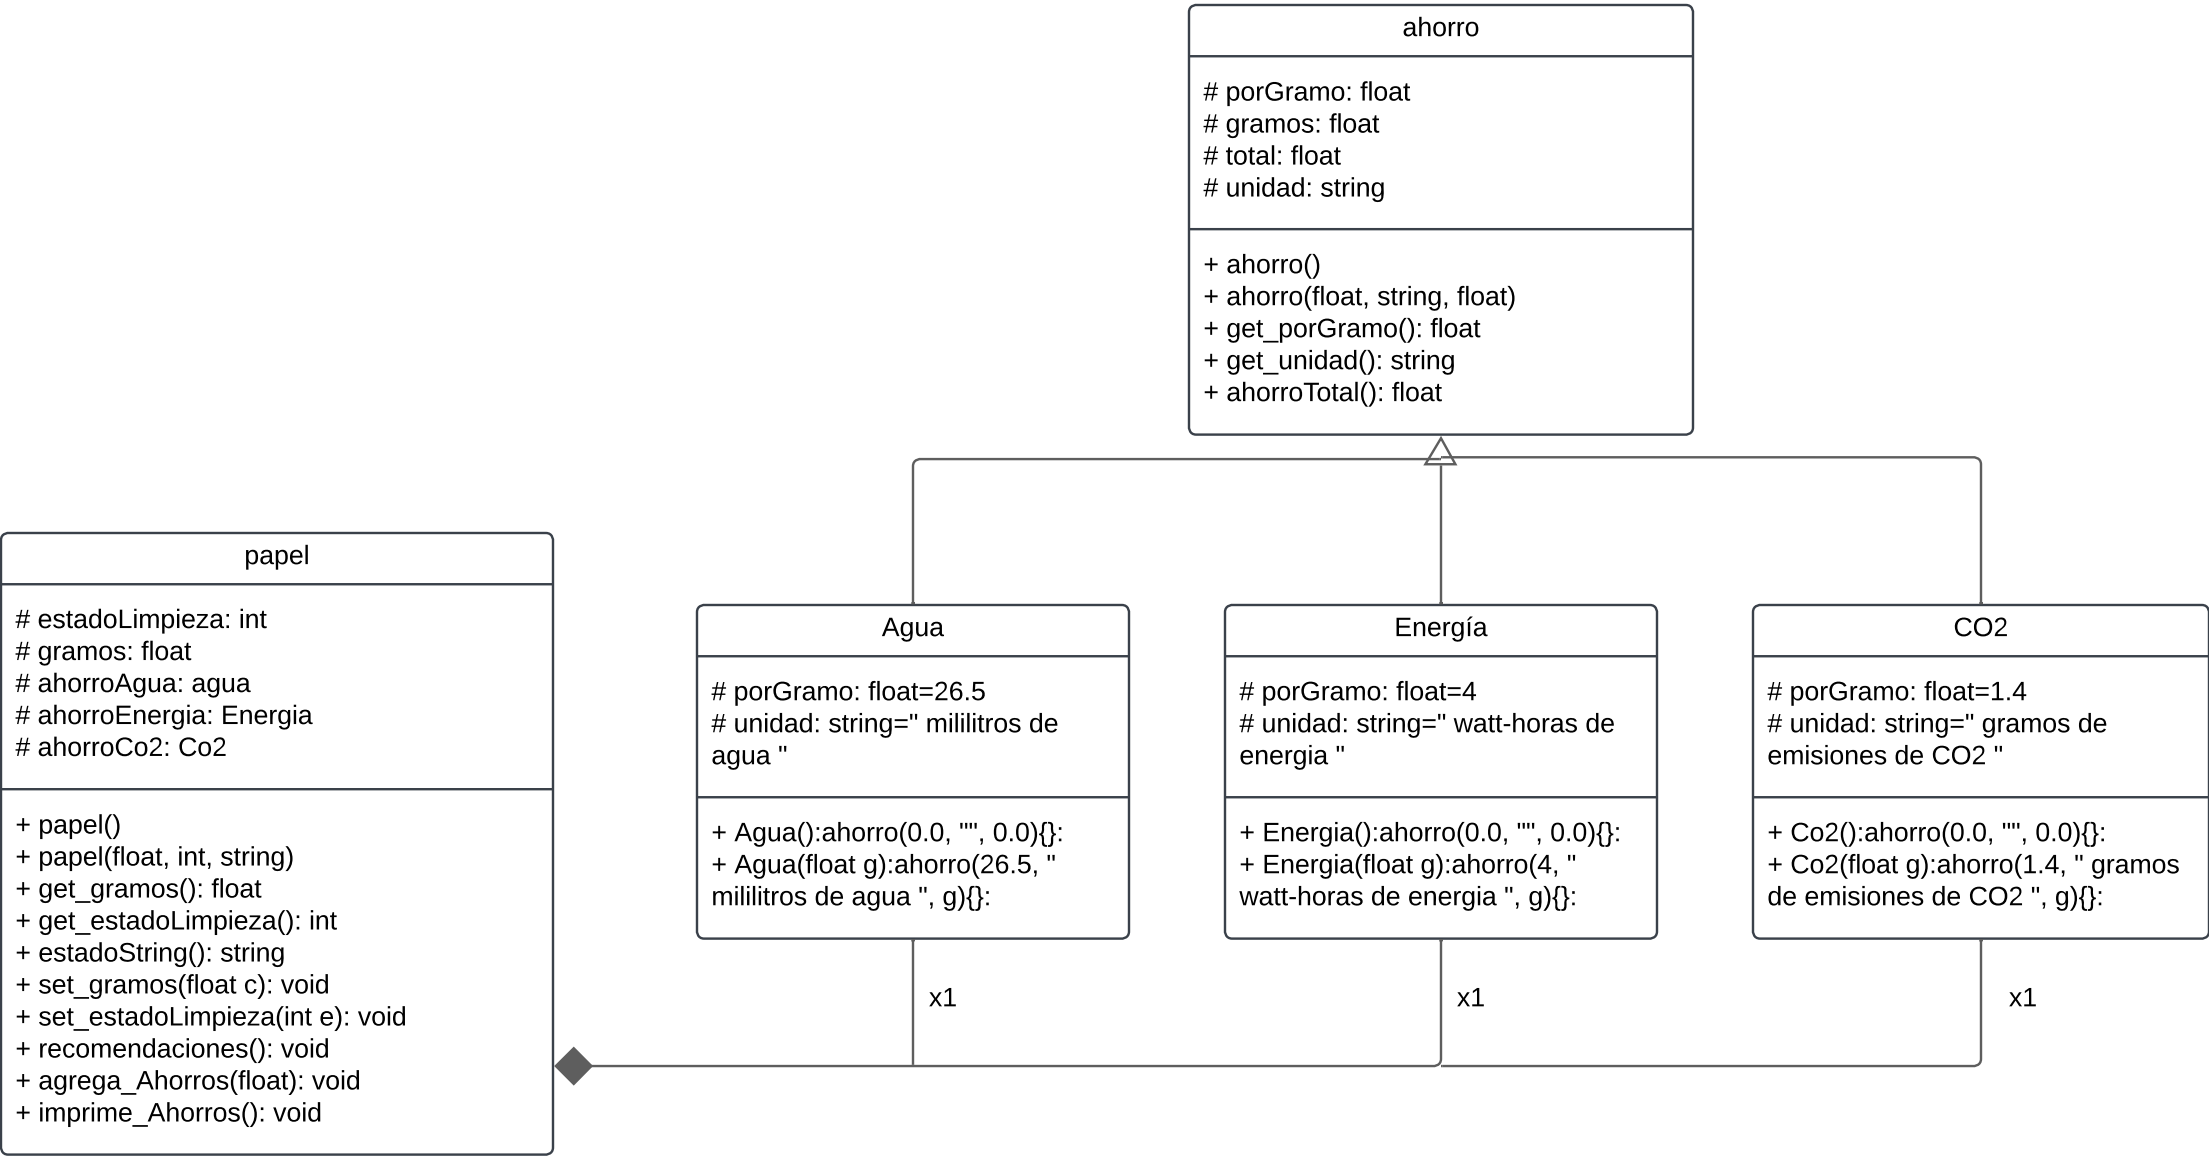 ahorro
# porGramo: float
# gramos: float
# total: float
# unidad: string
+ ahorro()
+ ahorro(float, string, float)
+ get_porGramo(): float
+ get_unidad(): string
+ ahorroTotal(): float
papel
# estadoLimpieza: int
# gramos: float
# ahorroAgua: agua
# ahorroEnergia: Energia
# ahorroCo2: Co2
+ papel()
+ papel(float, int, string)
+ get_gramos(): float
+ get_estadoLimpieza(): int
+ estadoString(): string
+ set_gramos(float c): void
+ set_estadoLimpieza(int e): void
+ recomendaciones(): void
+ agrega_Ahorros(float): void
+ imprime_Ahorros(): void
Agua
# porGramo: float=26.5
# unidad: string=" mililitros de
agua "
+ Agua():ahorro(0.0, "", 0.0){}:
+ Agua(float g):ahorro(26.5, "
mililitros de agua ", g){}:
x1
Energía
# porGramo: float=4
# unidad: string=" watt-horas de
energia "
+ Energia():ahorro(0.0, "", 0.0){}:
+ Energia(float g):ahorro(4, "
watt-horas de energia ", g){}:
x1
CO2
# porGramo: float=1.4
# unidad: string=" gramos de
emisiones de CO2 "
+ Co2():ahorro(0.0, "", 0.0){}:
+ Co2(float g):ahorro(1.4, " gramos
de emisiones de CO2 ", g){}:
x1